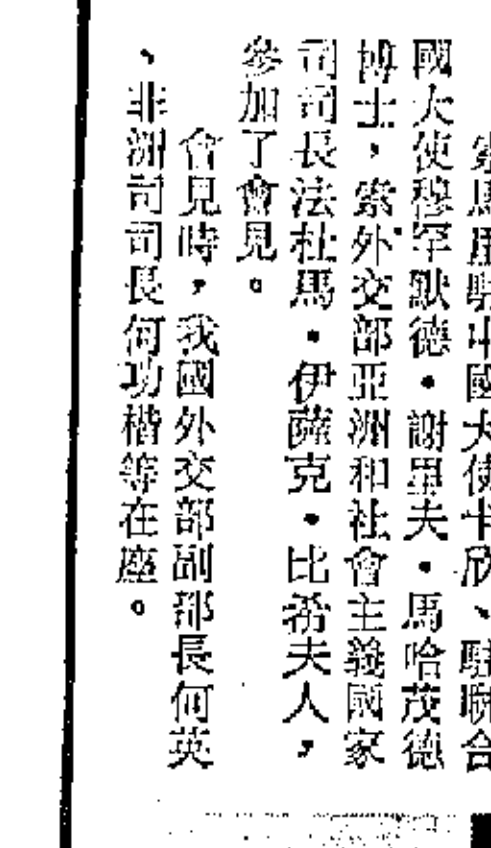 索馬里駐中國大使卡欣、駐聯合
國大使穆罕默德·謝里夫·馬哈茂德
博士,索外交部亞洲和社會主義國家
司司長法杜馬·伊薩克·比希夫人,
參加了會見。
會見時,我國外交部副部長何英
、非洲司司長何功楷等在座。